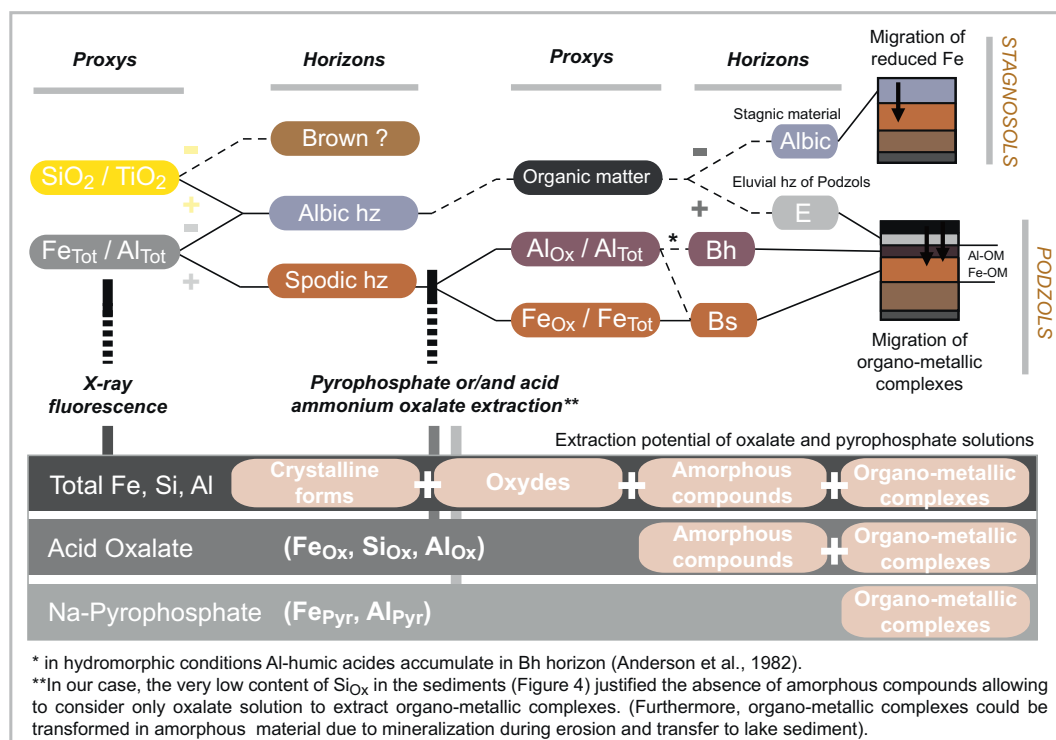 Proxys
Horizons
Proxys
Horizons
Migration of
reduced Fe
STAGNOSOLS
Stagnic material
Brown ?
Albic
SiO2 / TiO2
-
+
Organic matter
-
+
Eluvial hz of Podzols
Albic hz
E
FeTot / AlTot
-
+
AlOx / AlTot
*
Bh
Al-OM
Fe-OM
Spodic hz
FeOx / FeTot
Bs
PODZOLS
Migration of
organo-metallic
complexes
X-ray
fluorescence
Pyrophosphate or/and acid
ammonium oxalate extraction**
Extraction potential of oxalate and pyrophosphate solutions
Total Fe, Si, Al
Crystalline
forms
+
Oxydes
+
Amorphous
compounds
+
Organo-metallic
complexes
Acid Oxalate
(FeOx, SiOx, AlOx)
Amorphous
compounds
+
Organo-metallic
complexes
Na-Pyrophosphate
(FePyr, AlPyr)
Organo-metallic
complexes
* in hydromorphic conditions Al-humic acides accumulate in Bh horizon (Anderson et al., 1982).
**In our case, the very low content of SiOx in the sediments (Figure 4) justified the absence of amorphous compounds allowing
to consider only oxalate solution to extract organo-metallic complexes. (Furthermore, organo-metallic complexes could be
transformed in amorphous material due to mineralization during erosion and transfer to lake sediment).